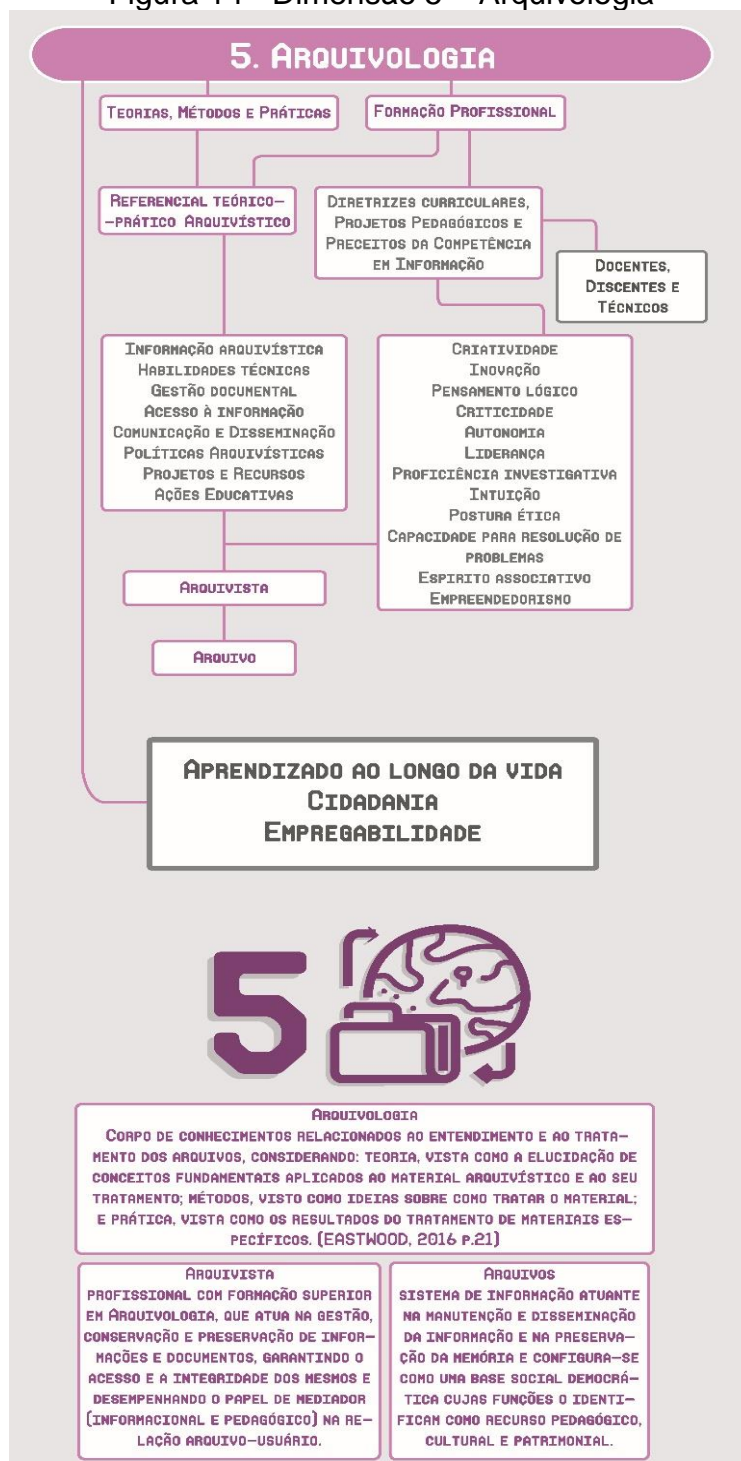 Figura 14 - Dimensão 5 – Arquivologia
5. Arquivologia
Teorias, Métodos e Práticas
Formação Profissional
Referencial teórico-
-prático Arquivístico
Diretrizes curriculares,
Projetos Pedagógicos e
Preceitos da Competência
em Informação
Docentes,
Discentes e
Técnicos
Informação arquivística
Habilidades técnicas
Gestão documental
Acesso à informação
Comunicação e Disseminação
Políticas Arquivísticas
Projetos e Recursos
Ações Educativas
Criatividade
Inovação
Pensamento lógico
Criticidade
Autonomia
Liderança
Proficiência investigativa
Intuição
Postura ética
Capacidade para resolução de
problemas
Espirito associativo
Empreendedorismo
Arquivista
Arquivo
Aprendizado ao longo da vida
Cidadania
Empregabilidade
5
Arquivologia
Corpo de conhecimentos relacionados ao entendimento e ao trata-
mento dos arquivos, considerando: teoria, vista como a elucidação de
conceitos fundamentais aplicados ao material arquivístico e ao seu
tratamento; métodos, visto como ideias sobre como tratar o material;
e prática, vista como os resultados do tratamento de materiais es-
pecíficos. (EASTWOOD, 2016 p.21)
Arquivista
profissional com formação superior
em Arquivologia, que atua na gestão,
conservação e preservação de infor-
mações e documentos, garantindo o
acesso e a integridade dos mesmos e
desempenhando o papel de mediador
(informacional e pedagógico) na re-
lação arquivo-usuário.
Arquivos
sistema de informação atuante
na manutenção e disseminação
da informação e na preserva-
ção da memória e configura-se
como uma base social democrá-
tica cujas funções o identi-
ficam como recurso pedagógico,
cultural e patrimonial.